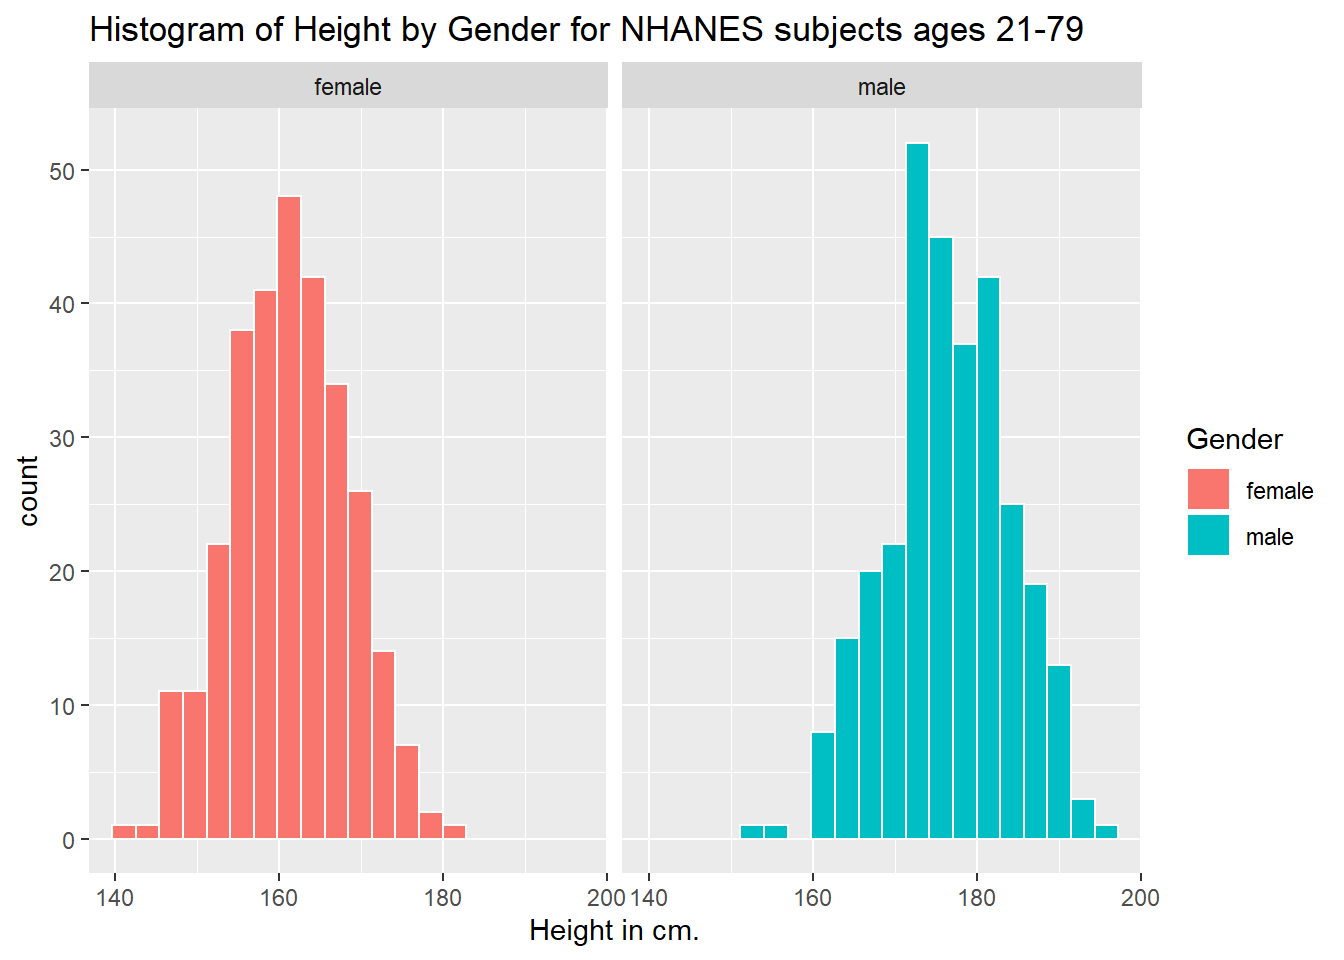 Histogram of Height by Gender for NHANES subjects ages 21-79
female
male
50
40
30
20
10
0
count
140
160
180
200
140
160
180
200
Height in cm.
Gender
female
male